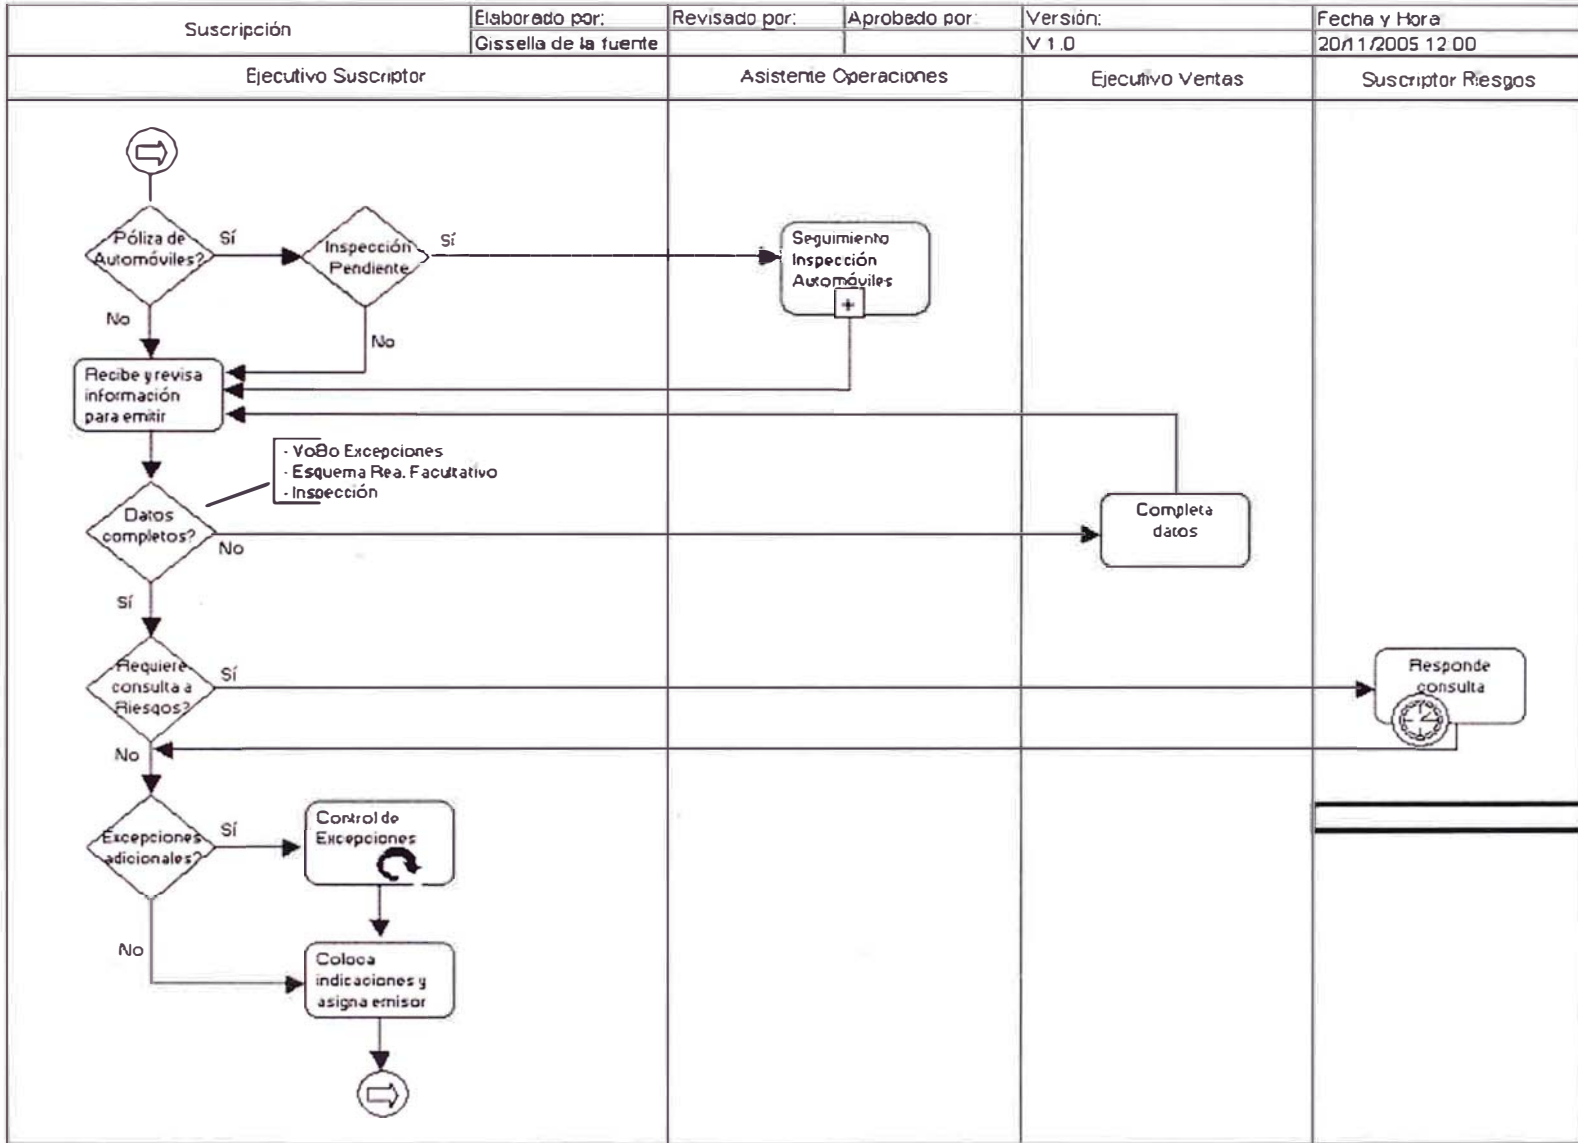 Suscripción
Elaborado por:
Revisado por:
Aprobado por:
Versión:
Fecha y Hora
Gissella de la fuente
V 1.0
20/11/2005 12:00
Ejecutivo Suscriptor
Asistente Operaciones
Ejecutivo Ventas
Suscriptor Riesgos
Póliza de
Automóviles?
Sí
Inspección
Pendiente
Sí
Seguimiento
Inspección
Automóviles
+
No
No
Recibe y revisa
información
para emitir
- VoBo Excepciones
- Esquema Rea. Facultativo
- Inspección
Datos
completos?
No
Completa
datos
Sí
Requiere
consulta a
Riesgos?
Sí
Responde
consulta
No
Excepciones
adicionales?
Sí
Control de
Excepciones
No
Coloca
indicaciones y
asigna emisor